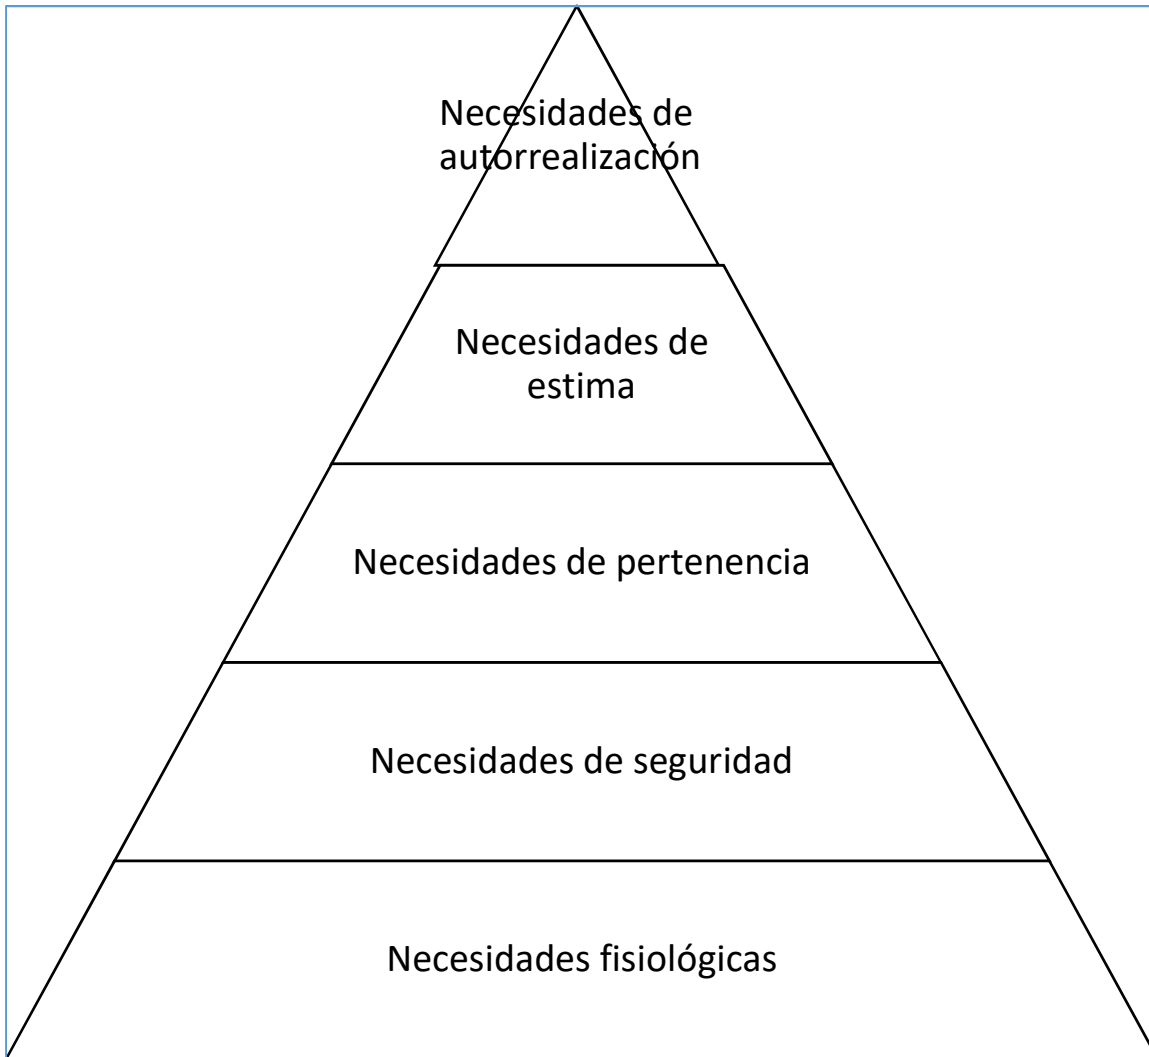 Necesidades de
autorrealización
Necesidades de
estima
Necesidades de pertenencia
Necesidades de seguridad
Necesidades fisiológicas